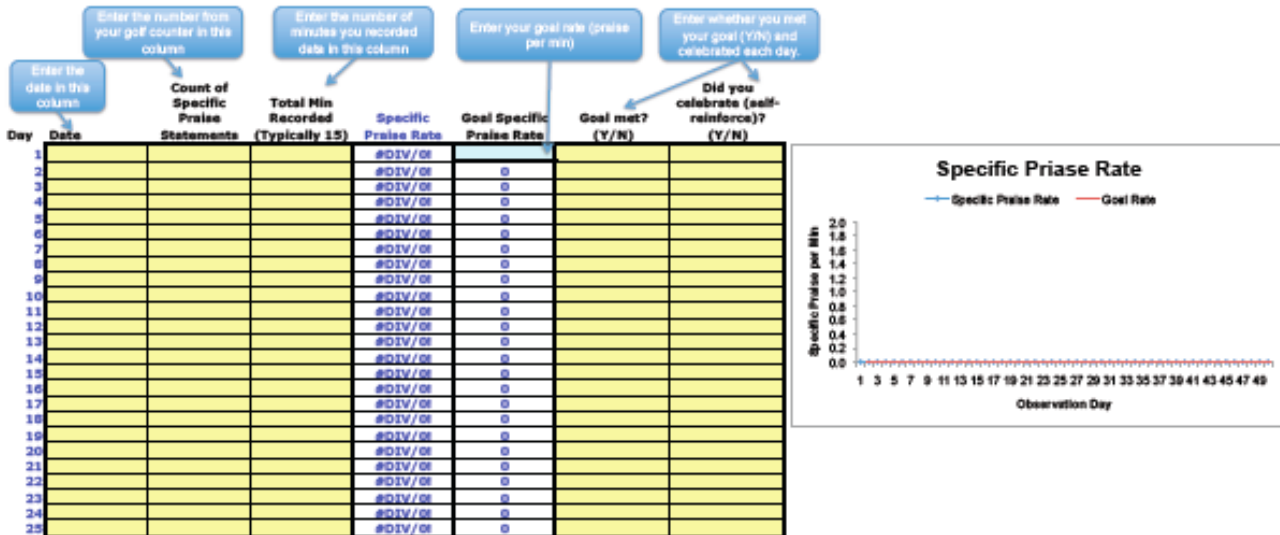 Enter the number from
your golf counter in this
column
Enter the number of
minutes you recorded
data in this column
Enter your goal rate (praise
per min)
Enter whether you met
your goal (Y/N) and
celebrated each day.
Enter the
date in this
column
Day
Date
Count of
Specific
Praise
Statements
Total Min
Recorded
(Typically 15)
Specific
Praise Rate
Goal Specific
Praise Rate
Goal met?
(Y/N)
Did you
celebrate (self-
reinforce)?
(Y/N)
1 #DIV/0!
2 #DIV/0! 0
3 #DIV/0! 0
4 #DIV/0! 0
5 #DIV/0! 0
6 #DIV/0! 0
7 #DIV/0! 0
8 #DIV/0! 0
9 #DIV/0! 0
10 #DIV/0! 0
11 #DIV/0! 0
12 #DIV/0! 0
13 #DIV/0! 0
14 #DIV/0! 0
15 #DIV/0! 0
16 #DIV/0! 0
17 #DIV/0! 0
18 #DIV/0! 0
19 #DIV/0! 0
20 #DIV/0! 0
21 #DIV/0! 0
22 #DIV/0! 0
23 #DIV/0! 0
24 #DIV/0! 0
25 #DIV/0! 0
Specific Priase Rate
Specific Praise Rate Goal Rate
Specific Praise per Min
2.0
1.8
1.6
1.4
1.2
1.0
0.8
0.6
0.4
0.2
0.0
1 3 5 7 9 11 13 15 17 19 21 23 25 27 29 31 33 35 37 39 41 43 45 47 49
Observation Day